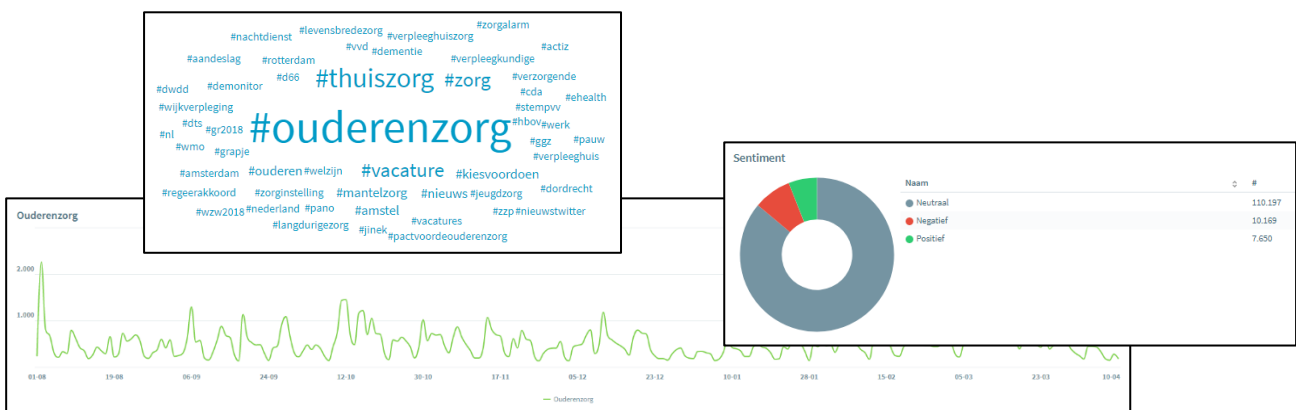 #zorgalarm
#nachtdienst #levensbredezorg #verpleeghuiszorg
#vvd #dementie #actiz
#aandeslag #rotterdam #verpleegkundige
#d66 #thuiszorg #zorg #verzorgende
#dwdd #demonitor #cda #ehealth
#wijkverpleging #stempvv
#dts #gr2018 #ouderenzorg #hbov #werk
#nl #ggz #pauw
#wmo #grapje #verpleeghuis
#amsterdam #ouderen #welzijn #vacature #kiesvoordoen
#regeerakkoord #zorginstelling #mantelzorg #nieuws #jeugdzorg #dordrecht
#wzw2018 #nederland #pano #amstel #zzp #nieuwstwitter
#langdurigezorg #vacatures
#jinek #pactvoordeouderenzorg
Sentiment
Naam #
Neutraal 110.197
Negatief 10.169
Positief 7.650
Ouderenzorg
2.000
1.000
01-08 19-08 06-09 24-09 12-10 30-10 17-11 05-12 23-12 10-01 28-01 15-02 05-03 23-03 10-04
Ouderenzorg